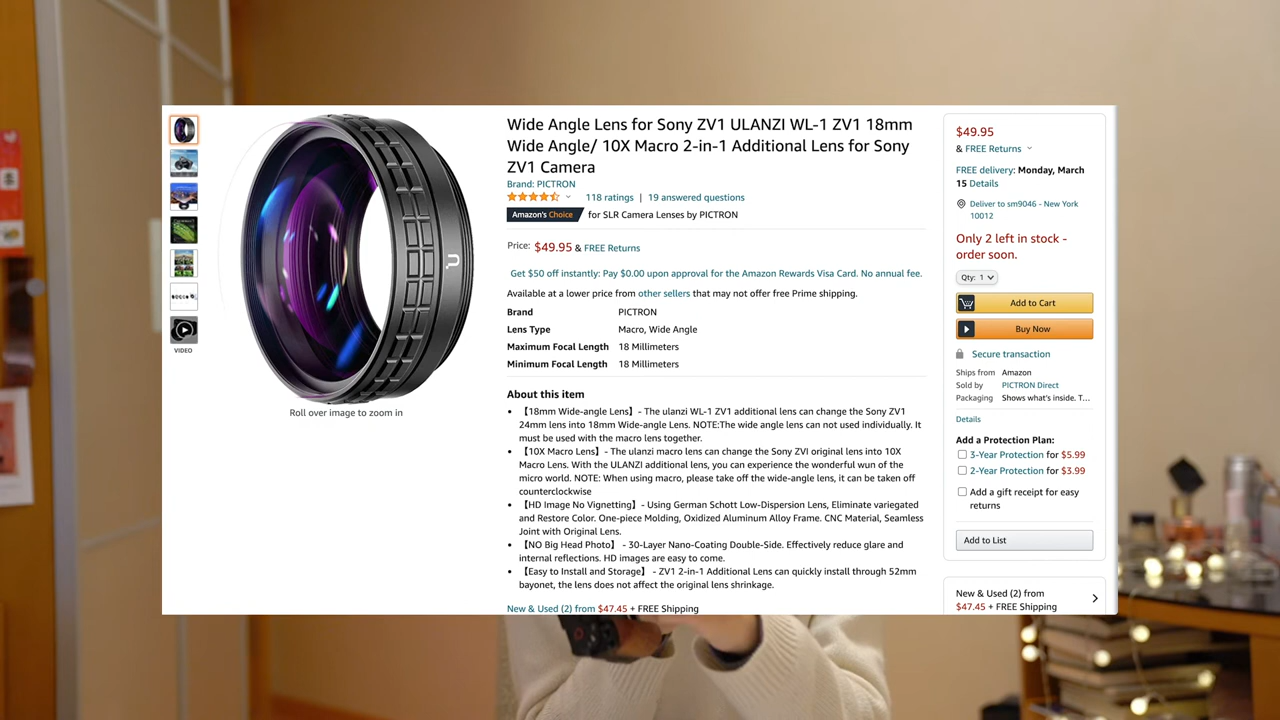 VIDEO
U
Roll over image to zoom in
Wide Angle Lens for Sony ZV1 ULANZI WL-1 ZV1 18mm
Wide Angle/ 10X Macro 2-in-1 Additional Lens for Sony
ZV1 Camera
Brand: PICTRON
118 ratings | 19 answered questions
Amazon's Choice for SLR Camera Lenses by PICTRON
Price: $49.95 & FREE Returns
Get $50 off instantly: Pay $0.00 upon approval for the Amazon Rewards Visa Card. No annual fee.
Available at a lower price from other sellers that may not offer free Prime shipping.
Brand PICTRON
Lens Type Macro, Wide Angle
Maximum Focal Length 18 Millimeters
Minimum Focal Length 18 Millimeters
About this item
• 【18mm Wide-angle Lens】- The ulanzi WL-1 ZV1 additional lens can change the Sony ZV1
24mm lens into 18mm Wide-angle Lens. NOTE:The wide angle lens can not used individually. It
must be used with the macro lens together.
• 【10X Macro Lens】- The ulanzi macro lens can change the Sony ZVI original lens into 10X
Macro Lens. With the ULANZI additional lens, you can experience the wonderful wun of the
micro world. NOTE: When using macro, please take off the wide-angle lens, it can be taken off
counterclockwise
• 【HD Image No Vignetting】- Using German Schott Low-Dispersion Lens, Eliminate variegated
and Restore Color. One-piece Molding, Oxidized Aluminum Alloy Frame. CNC Material, Seamless
Joint with Original Lens.
• 【NO Big Head Photo】 - 30-Layer Nano-Coating Double-Side. Effectively reduce glare and
internal reflections. HD images are easy to come.
• 【Easy to Install and Storage】 - ZV1 2-in-1 Additional Lens can quickly install through 52mm
bayonet, the lens does not affect the original lens shrinkage.
New & Used (2) from $47.45 + FREE Shipping
$49.95
& FREE Returns
FREE delivery: Monday, March
15 Details
Deliver to sm9046 - New York
10012
Only 2 left in stock -
order soon.
Qty: 1
Add to Cart
Buy Now
Secure transaction
Ships from Amazon
Sold by PICTRON Direct
Packaging Shows what's inside. T...
Details
Add a Protection Plan:
3-Year Protection for $5.99
2-Year Protection for $3.99
Add a gift receipt for easy
returns
Add to List
New & Used (2) from
$47.45 + FREE Shipping